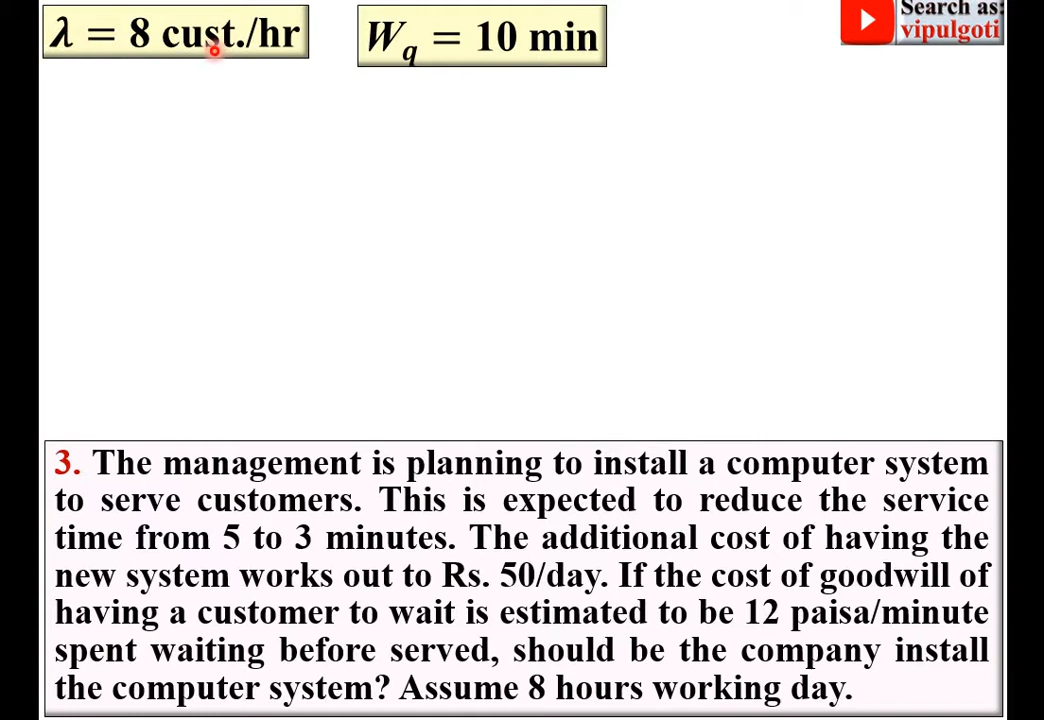 λ = 8 cust./hr
W_q = 10 min
Search as:
vipulgoti
3. The management is planning to install a computer system
to serve customers. This is expected to reduce the service
time from 5 to 3 minutes. The additional cost of having the
new system works out to Rs. 50/day. If the cost of goodwill of
having a customer to wait is estimated to be 12 paisa/minute
spent waiting before served, should be the company install
the computer system? Assume 8 hours working day.